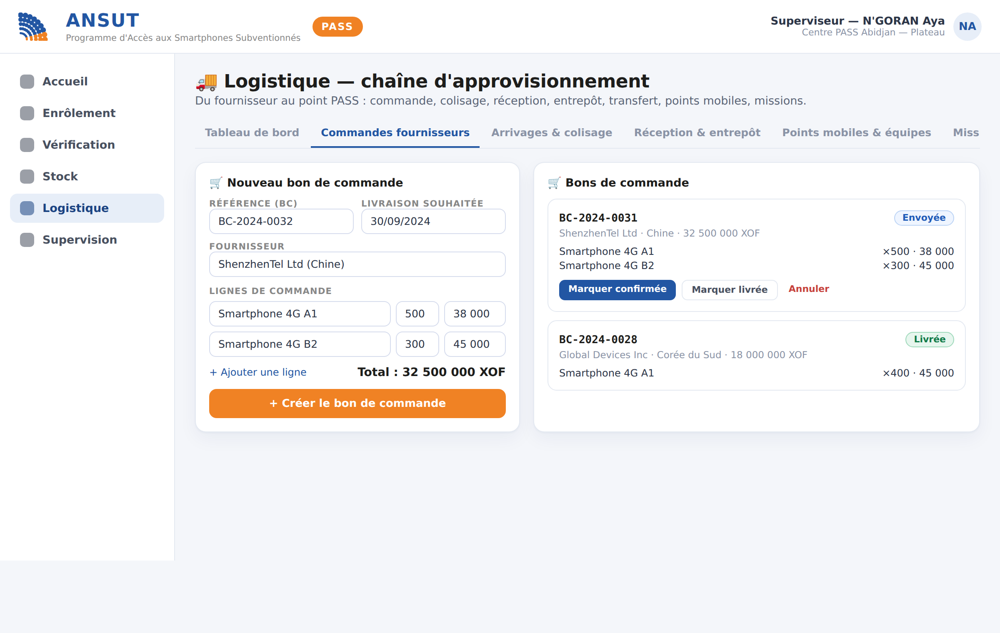 ANSUT
Programme d'Accès aux Smartphones Subventionnés
PASS
Superviseur — N'GORAN Aya
Centre PASS Abidjan — Plateau
NA
Accueil
Enrôlement
Vérification
Stock
Logistique
Supervision
Logistique — chaîne d'approvisionnement
Du fournisseur au point PASS : commande, colisage, réception, entrepôt, transfert, points mobiles, missions.
Tableau de bord
Commandes fournisseurs
Arrivages & colisage
Réception & entrepôt
Points mobiles & équipes
Miss
Nouveau bon de commande
RÉFÉRENCE (BC)
LIVRAISON SOUHAITÉE
BC-2024-0032
30/09/2024
FOURNISSEUR
ShenzhenTel Ltd (Chine)
LIGNES DE COMMANDE
Smartphone 4G A1
500
38 000
Smartphone 4G B2
300
45 000
+ Ajouter une ligne
Total : 32 500 000 XOF
+ Créer le bon de commande
Bons de commande
BC-2024-0031
Envoyée
ShenzhenTel Ltd · Chine · 32 500 000 XOF
Smartphone 4G A1
×500 · 38 000
Smartphone 4G B2
×300 · 45 000
Marquer confirmée
Marquer livrée
Annuler
BC-2024-0028
Livrée
Global Devices Inc · Corée du Sud · 18 000 000 XOF
Smartphone 4G A1
×400 · 45 000